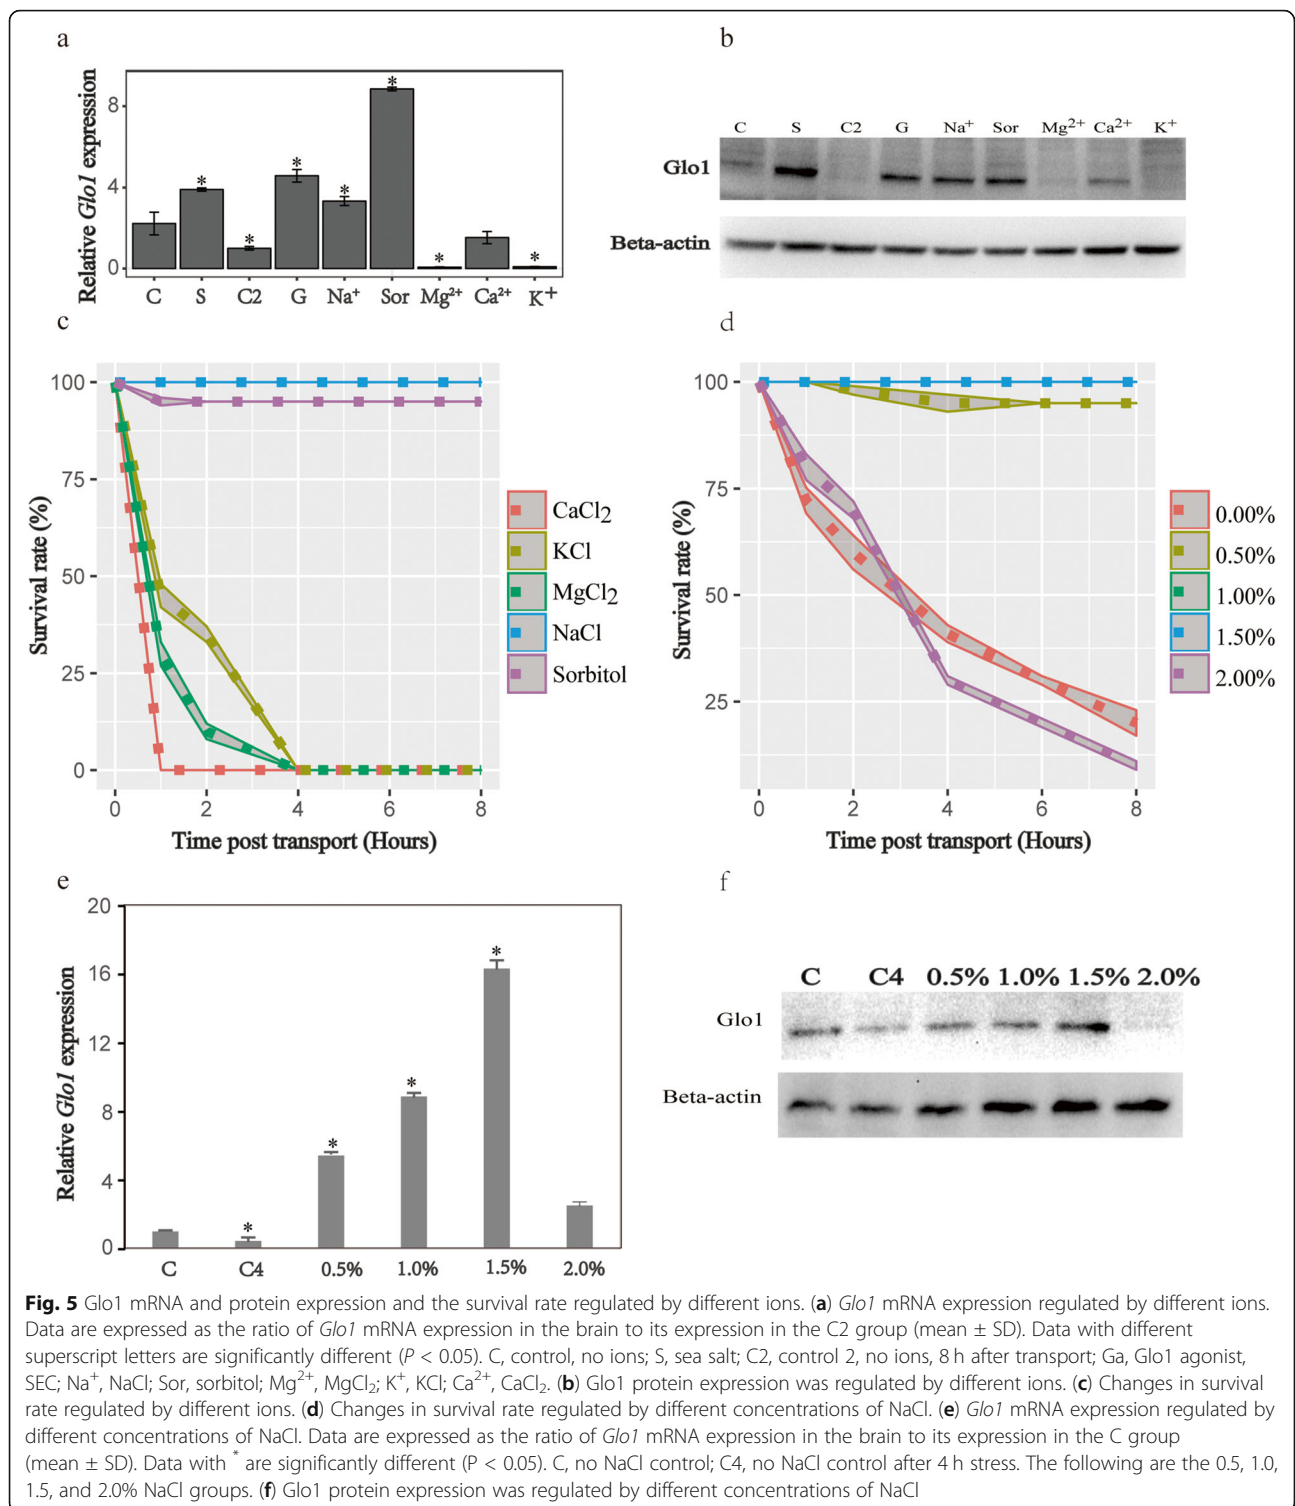 a
Relative Glo1 expression
8
4
0
*
*
*
*
*
*
*
*
C S C2 G Na⁺ Sor Mg²⁺ Ca²⁺ K⁺
b
C S C2 G Na⁺ Sor Mg²⁺ Ca²⁺ K⁺
Glo1
Beta-actin
c
Survival rate (%)
100
75
50
25
0
0 2 4 6 8
Time post transport (Hours)
CaCl₂
KCl
MgCl₂
NaCl
Sorbitol
d
Survival rate (%)
100
75
50
25
0 2 4 6 8
Time post transport (Hours)
0.00%
0.50%
1.00%
1.50%
2.00%
e
Relative Glo1 expression
20
16
12
8
4
0
*
*
*
*
C C4 0.5% 1.0% 1.5% 2.0%
f
C C4 0.5% 1.0% 1.5% 2.0%
Glo1
Beta-actin
Fig. 5 Glo1 mRNA and protein expression and the survival rate regulated by different ions. (a) Glo1 mRNA expression regulated by different ions.
Data are expressed as the ratio of Glo1 mRNA expression in the brain to its expression in the C2 group (mean ± SD). Data with different
superscript letters are significantly different (P < 0.05). C, control, no ions; S, sea salt; C2, control 2, no ions, 8 h after transport; Ga, Glo1 agonist,
SEC; Na⁺, NaCl; Sor, sorbitol; Mg²⁺, MgCl₂; K⁺, KCl; Ca²⁺, CaCl₂. (b) Glo1 protein expression was regulated by different ions. (c) Changes in survival
rate regulated by different ions. (d) Changes in survival rate regulated by different concentrations of NaCl. (e) Glo1 mRNA expression regulated by
different concentrations of NaCl. Data are expressed as the ratio of Glo1 mRNA expression in the brain to its expression in the C group
(mean ± SD). Data with * are significantly different (P < 0.05). C, no NaCl control; C4, no NaCl control after 4 h stress. The following are the 0.5, 1.0,
1.5, and 2.0% NaCl groups. (f) Glo1 protein expression was regulated by different concentrations of NaCl